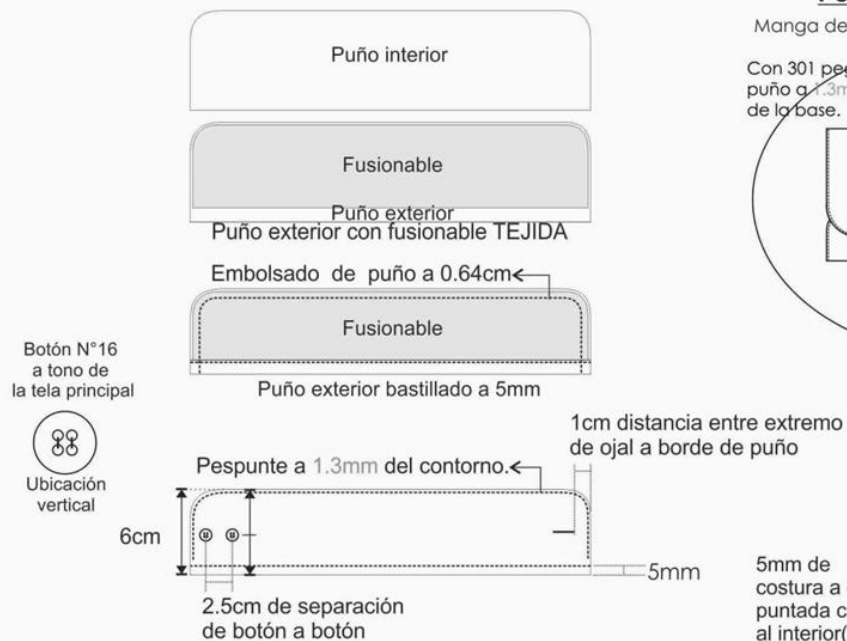 Puño interior
Manga de
Con 301
puño a 1.3m
de la base.
Fusionable
Puño exterior
Puño exterior con fusionable TEJIDA
Embolsado de puño a 0.64cm
Fusionable
Puño exterior bastillado a 5mm
Botón N°16
a tono de
la tela principal
Ubicación
vertical
1cm distancia entre extremo
de ojal a borde de puño
Pespunte a 1.3mm del contorno.
6cm
5mm
2.5cm de separación
de botón a botón
5mm de
costura a
puntada c
al interior(